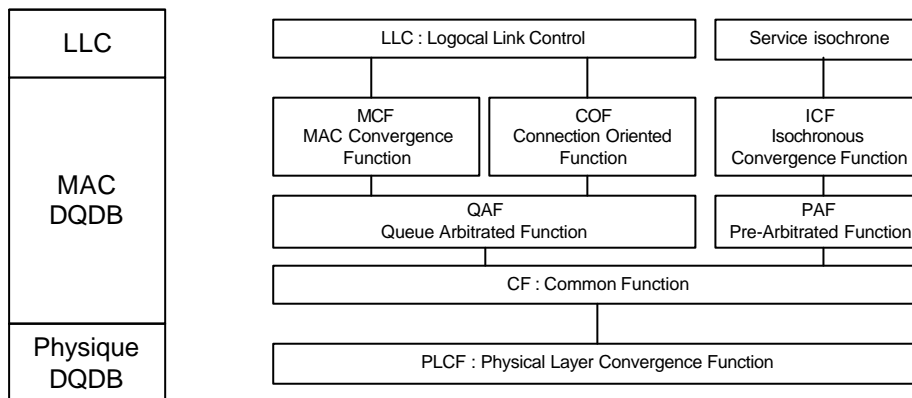 LLC
MAC
DQDB
Physique
DQDB
LLC : Logocal Link Control
Service isochrone
MCF
MAC Convergence
Function
COF
Connection Oriented
Function
ICF
Isochronous
Convergence Function
QAF
Queue Arbitrated Function
PAF
Pre-Arbitrated Function
CF : Common Function
PLCF : Physical Layer Convergence Function